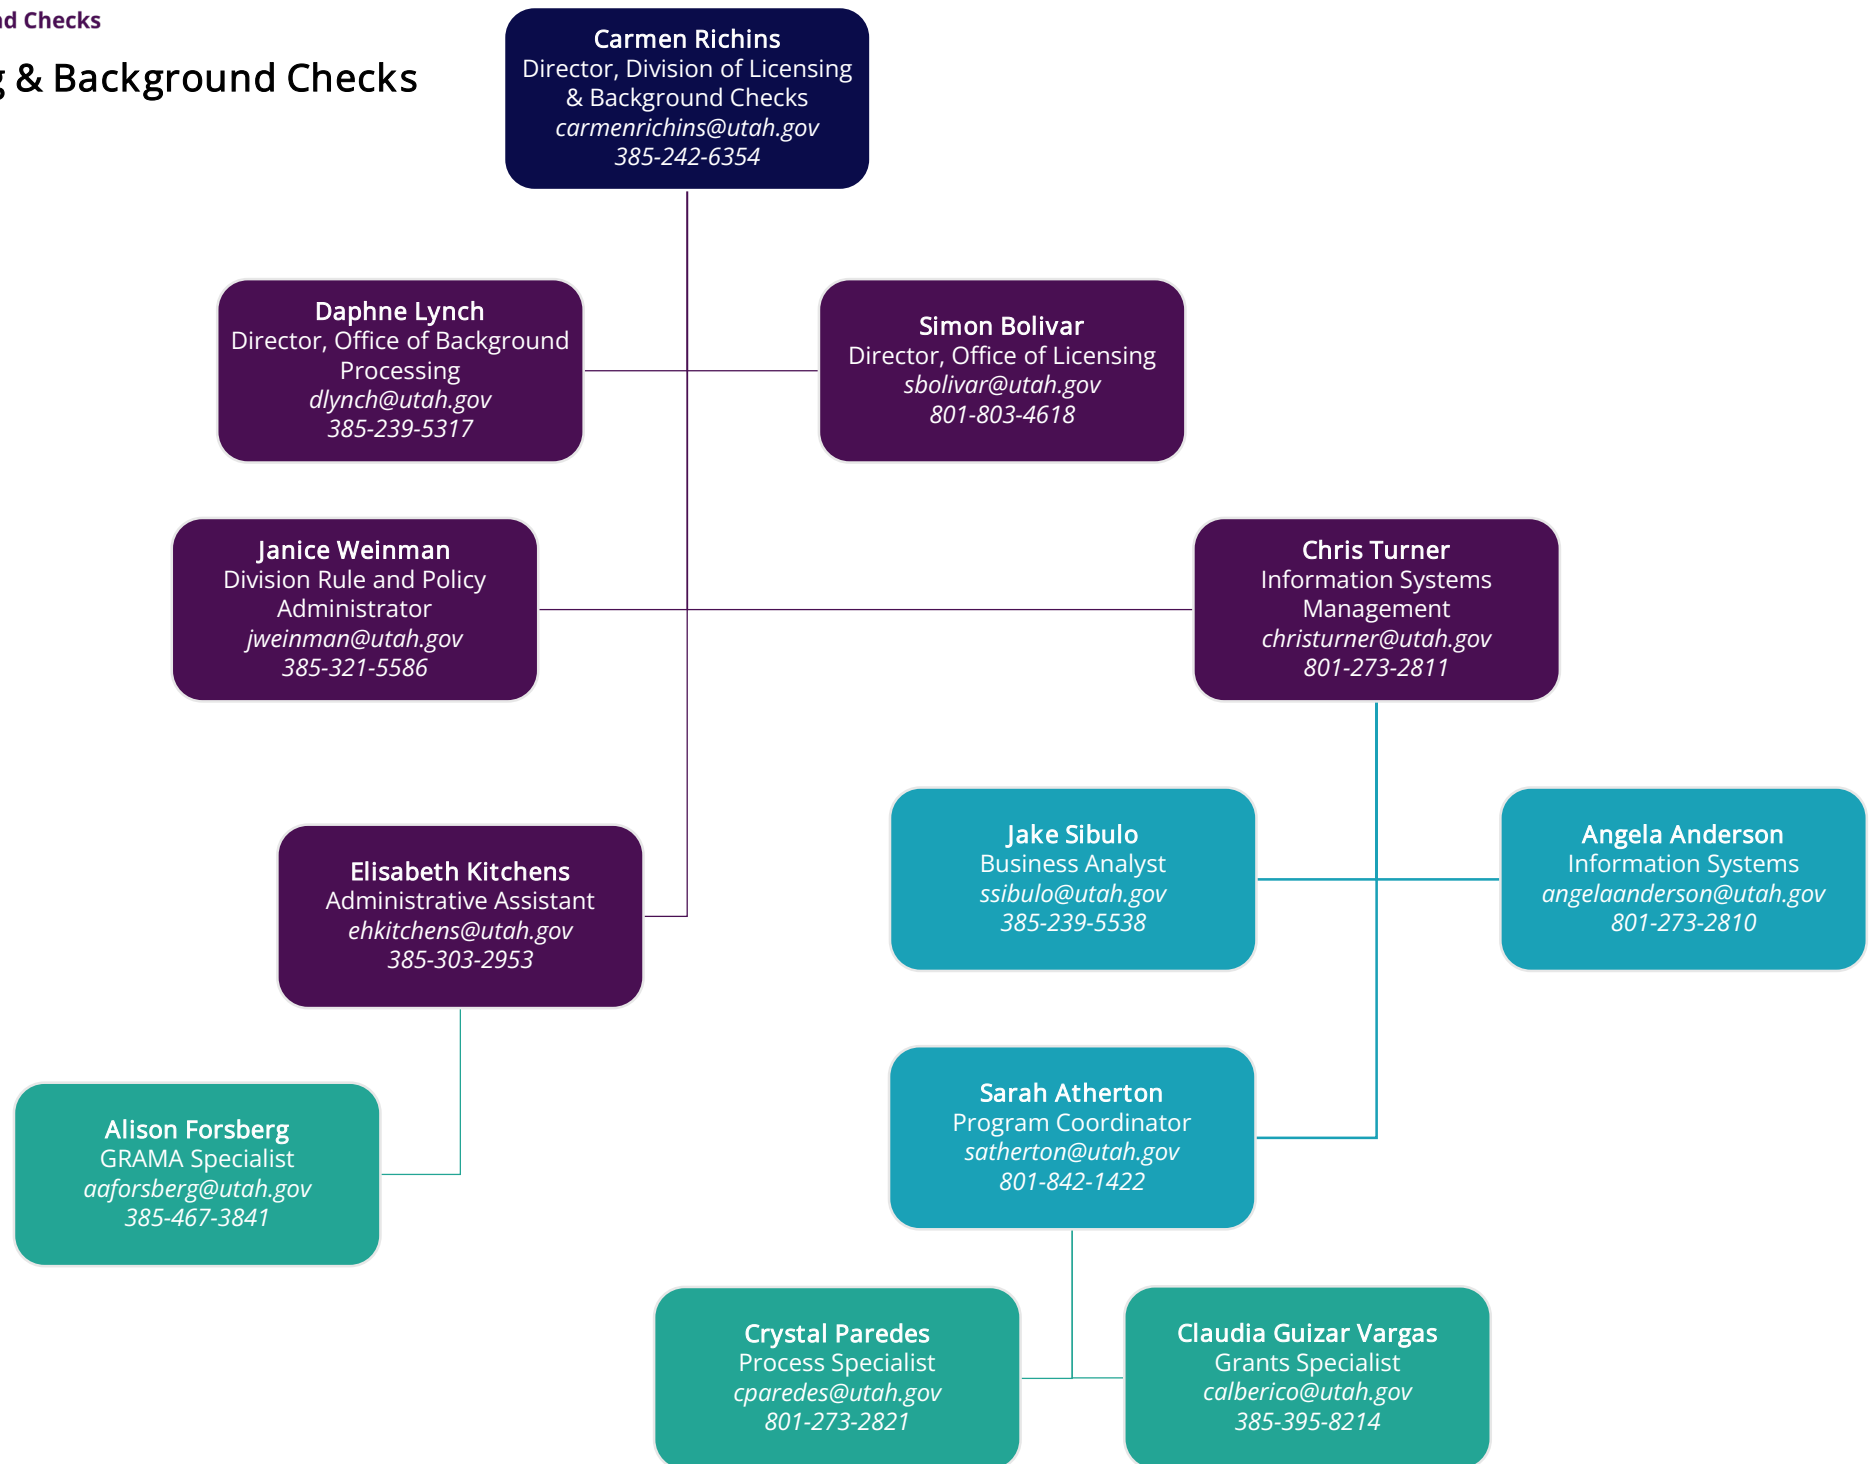 Checks
& Background Checks
Carmen Richins
Director, Division of Licensing
& Background Checks
carmenrichins@utah.gov
385-242-6354
Daphne Lynch
Director, Office of Background
Processing
dlynch@utah.gov
385-239-5317
Simon Bolivar
Director, Office of Licensing
sbolivar@utah.gov
801-803-4618
Janice Weinman
Division Rule and Policy
Administrator
jweinman@utah.gov
385-321-5586
Chris Turner
Information Systems
Management
christurner@utah.gov
801-273-2811
Elisabeth Kitchens
Administrative Assistant
ehkitchens@utah.gov
385-303-2953
Jake Sibulo
Business Analyst
ssibulo@utah.gov
385-239-5538
Angela Anderson
Information Systems
angelaanderson@utah.gov
801-273-2810
Alison Forsberg
GRAMA Specialist
aaforsberg@utah.gov
385-467-3841
Sarah Atherton
Program Coordinator
satherton@utah.gov
801-842-1422
Crystal Paredes
Process Specialist
cparedes@utah.gov
801-273-2821
Claudia Guizar Vargas
Grants Specialist
calberico@utah.gov
385-395-8214